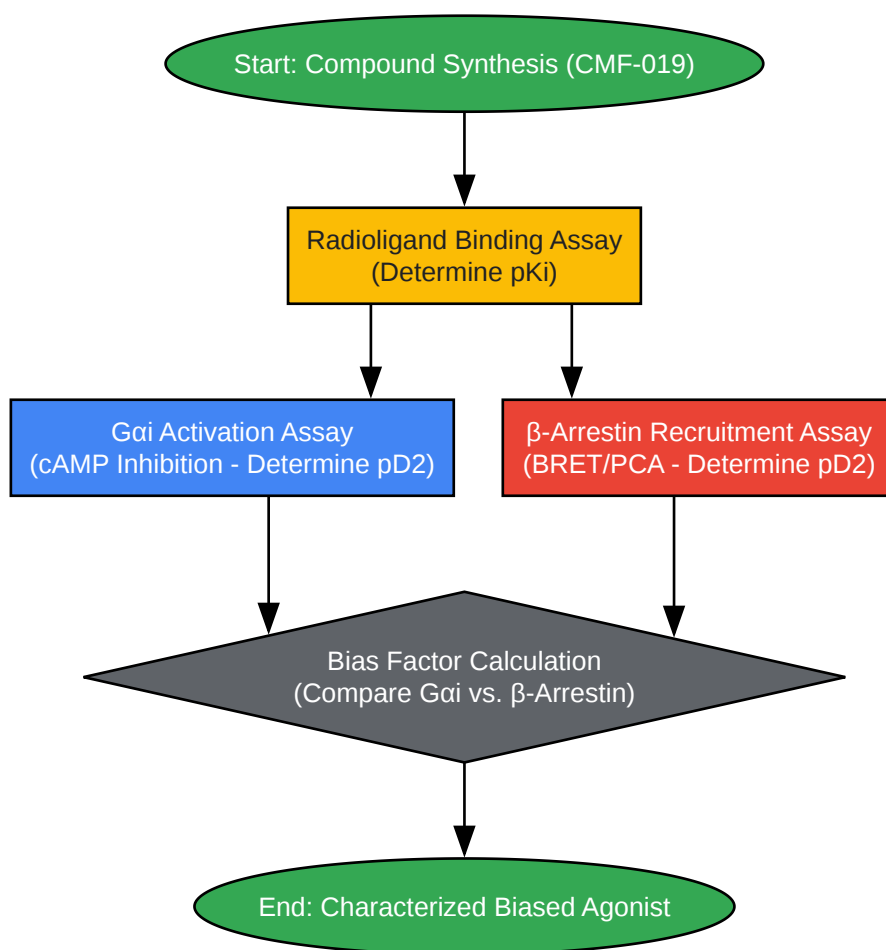 Start: Compound Synthesis (CMF-019)
Radioligand Binding Assay
(Determine pKi)
Gαi Activation Assay
(cAMP Inhibition - Determine pD2)
β-Arrestin Recruitment Assay
(BRET/PCA - Determine pD2)
Bias Factor Calculation
(Compare Gαi vs. β-Arrestin)
End: Characterized Biased Agonist